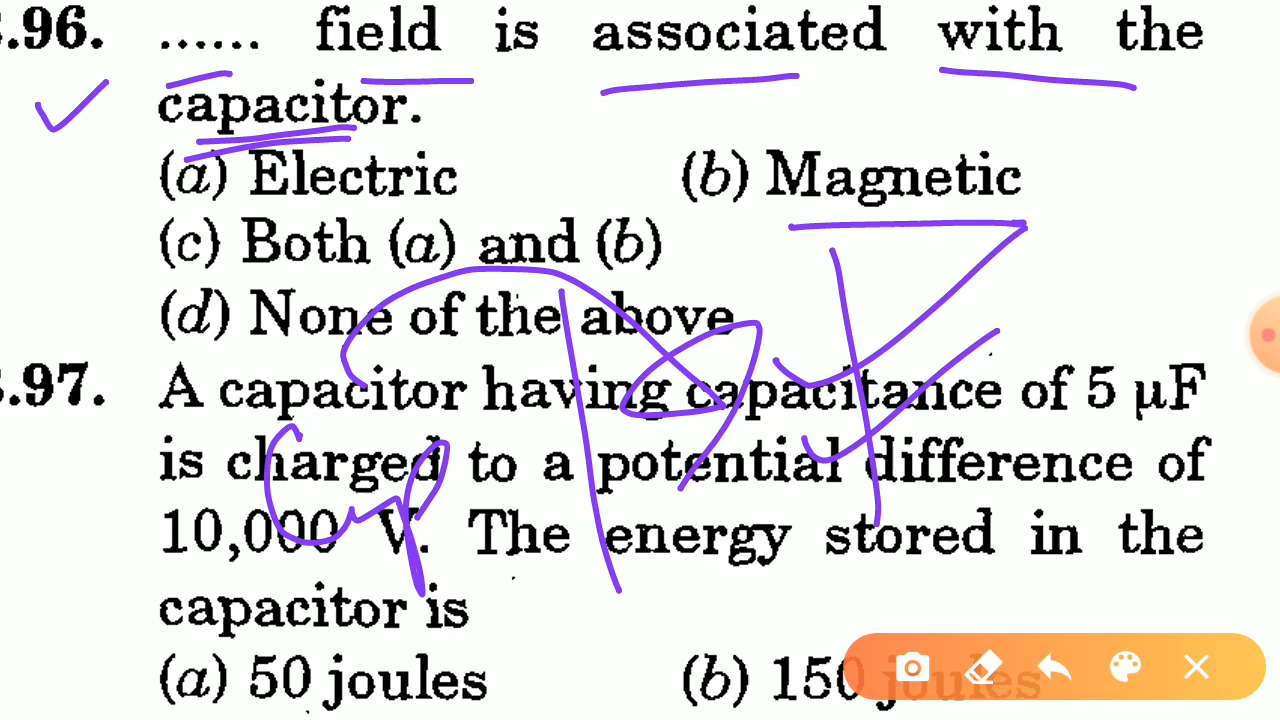 .96. ...... field is associated with the
capacitor.
(a) Electric (b) Magnetic
(c) Both (a) and (b)
(d) None of the above
.97. A capacitor having capacitance of 5 µF
is charged to a potential difference of
10,000 V. The energy stored in the
capacitor is
(a) 50 joules (b) 150 joules